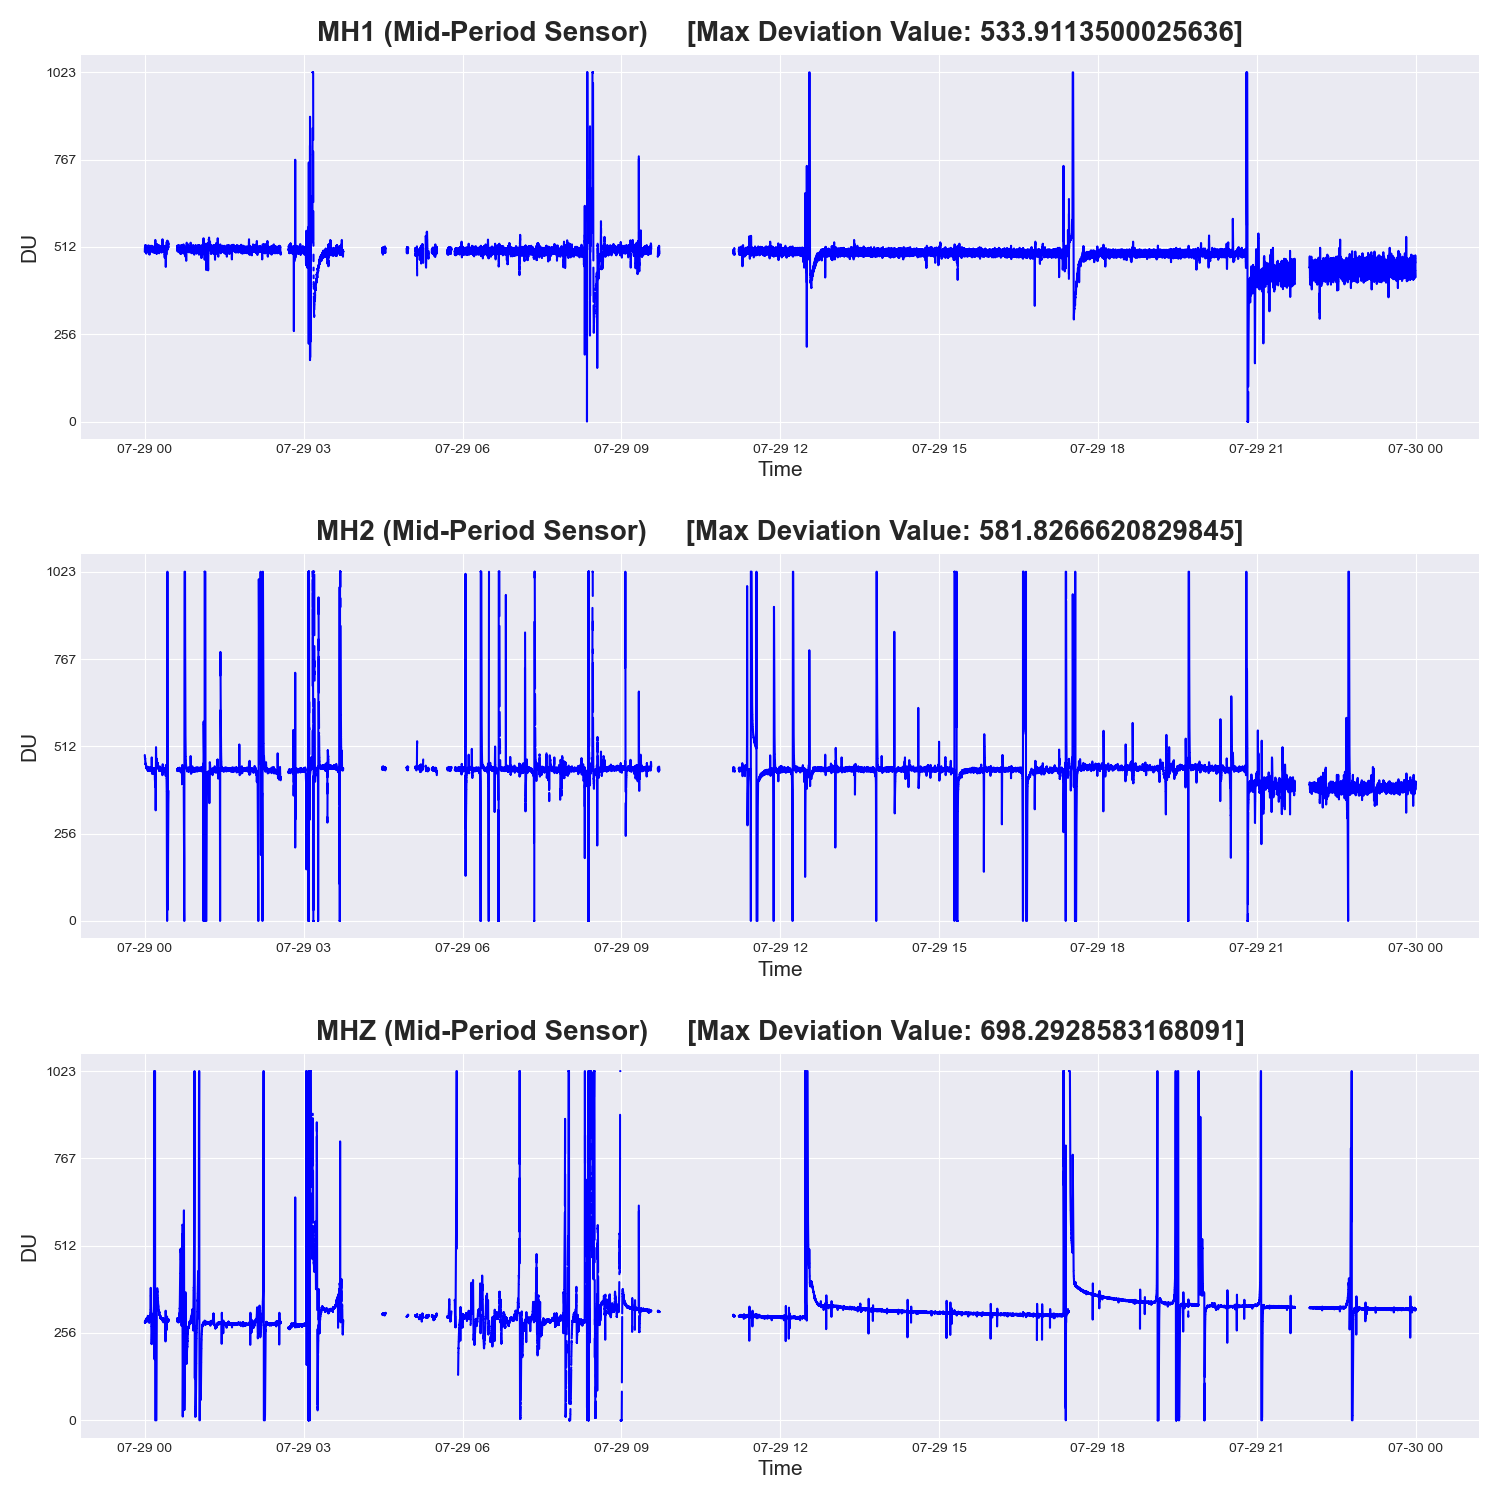 MH1 (Mid-Period Sensor) [Max Deviation Value: 533.9113500025636]
1023
767
512
256
0
DU
07-29 00 07-29 03 07-29 06 07-29 09 07-29 12 07-29 15 07-29 18 07-29 21 07-30 00
Time
MH2 (Mid-Period Sensor) [Max Deviation Value: 581.8266620829845]
1023
767
512
256
0
DU
07-29 00 07-29 03 07-29 06 07-29 09 07-29 12 07-29 15 07-29 18 07-29 21 07-30 00
Time
MHZ (Mid-Period Sensor) [Max Deviation Value: 698.2928583168091]
1023
767
512
256
0
DU
07-29 00 07-29 03 07-29 06 07-29 09 07-29 12 07-29 15 07-29 18 07-29 21 07-30 00
Time